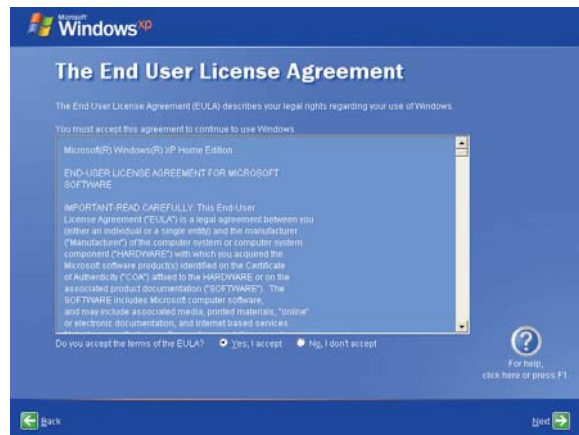 Microsoft
Windows xp
The End User License Agreement
The End User License Agreement (EULA) describes your legal rights regarding your use of Windows.
You must accept this agreement to continue to use Windows.
Microsoft(R) Windows(R) XP Home Edition
END-USER LICENSE AGREEMENT FOR MICROSOFT
SOFTWARE
IMPORTANT-READ CAREFULLY: This End-User
License Agreement ("EULA") is a legal agreement between you
(either an individual or a single entity) and the manufacturer
("Manufacturer") of the computer system or computer system
component ("HARDWARE") with which you acquired the
Microsoft software product(s) identified on the Certificate
of Authenticity ("COA") affixed to the HARDWARE or on the
associated product documentation ("SOFTWARE"). The
SOFTWARE includes Microsoft computer software,
and may include associated media, printed materials, "online"
or electronic documentation, and Internet based services.
Do you accept the terms of the EULA? Yes, I accept No, I don't accept
For help,
click here or press F1.
Back
Next